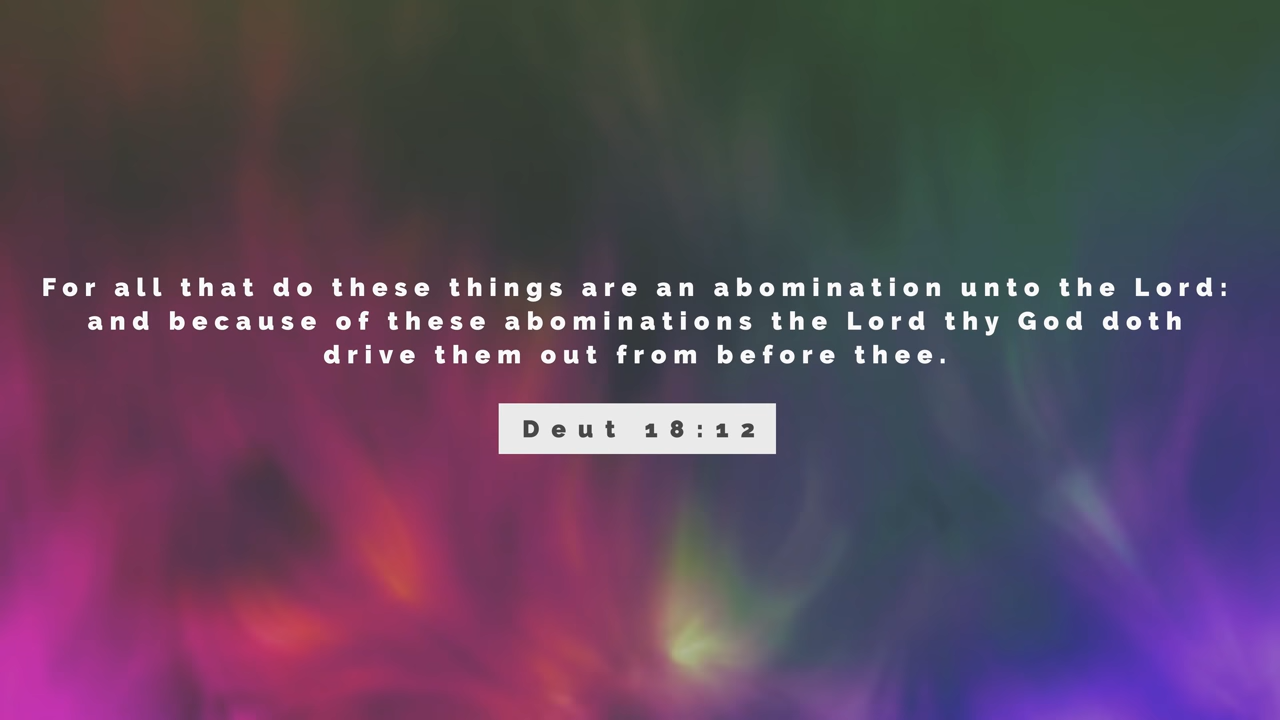 For all that do these things are an abomination unto the Lord:
and because of these abominations the Lord thy God doth
drive them out from before thee.
Deut 18:12